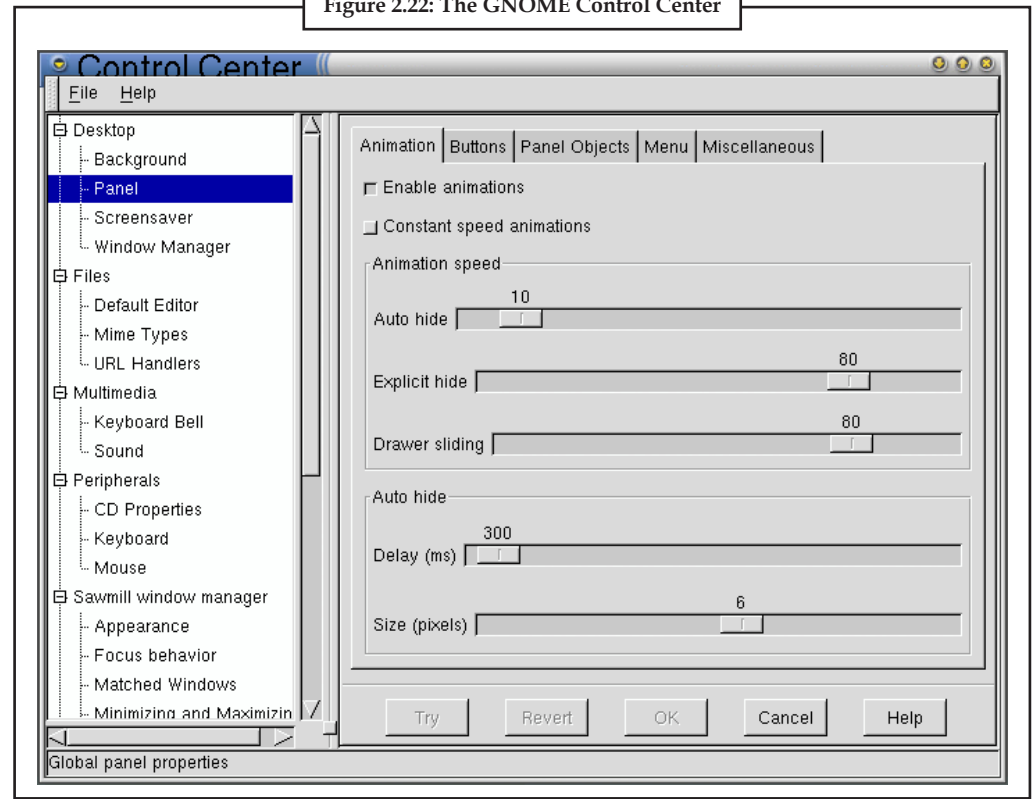 Figure 2.22: The GNOME Control Center
Control Center
File Help
Desktop
Background
Panel
Screensaver
Window Manager
Files
Default Editor
Mime Types
URL Handlers
Multimedia
Keyboard Bell
Sound
Peripherals
CD Properties
Keyboard
Mouse
Sawmill window manager
Appearance
Focus behavior
Matched Windows
Minimizing and Maximizin
Animation Buttons Panel Objects Menu Miscellaneous
Enable animations
Constant speed animations
Animation speed
10
Auto hide
80
Explicit hide
80
Drawer sliding
Auto hide
300
Delay (ms)
6
Size (pixels)
Try Revert OK Cancel Help
Global panel properties